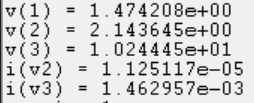 v(1) = 1.474208e+00
v(2) = 2.143645e+00
v(3) = 1.024445e+01
i(v2) = 1.125117e-05
i(v3) = 1.462957e-03